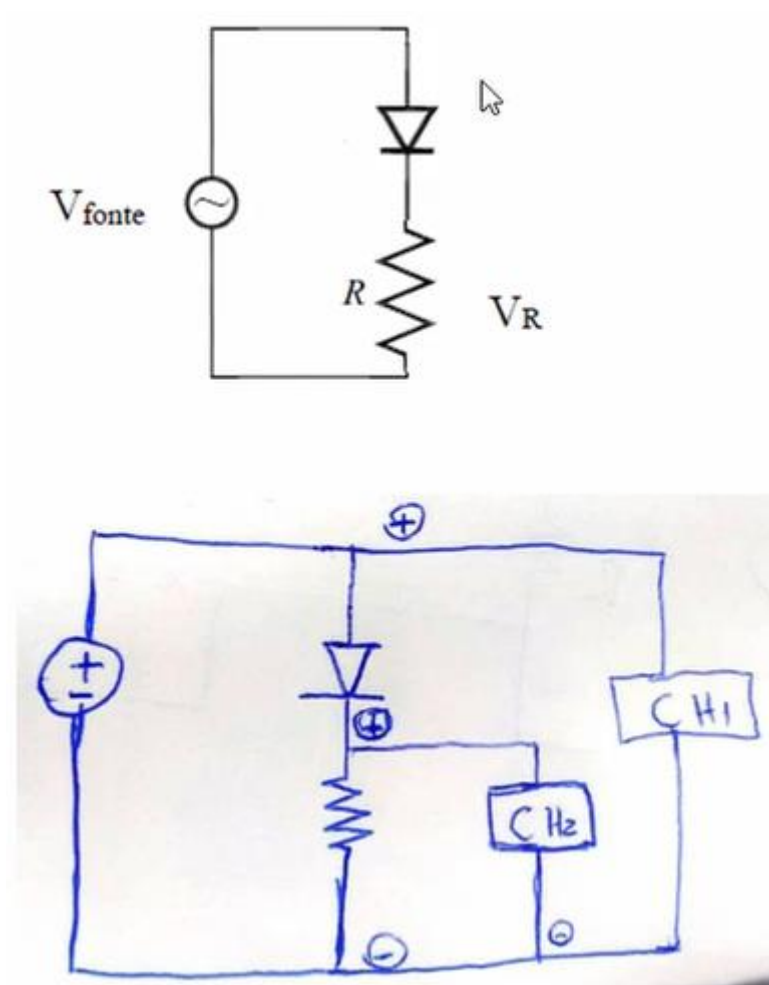 V_fonte
R
V_R
+
+
-
+
CH1
CH2
-
-